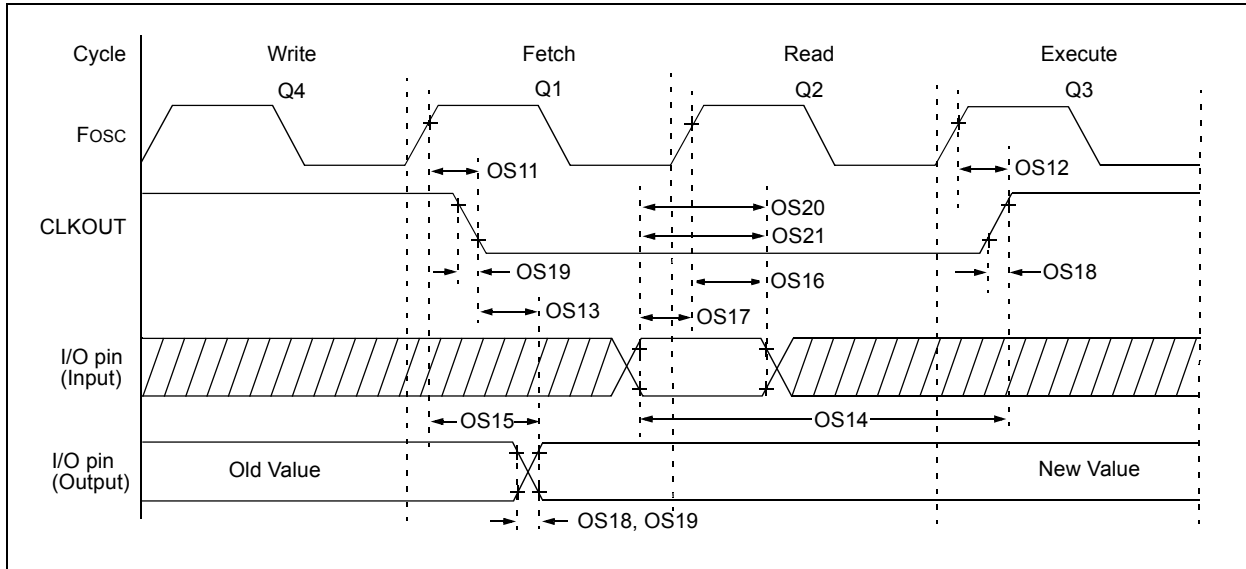 Cycle Write Fetch Read Execute
Q4 Q1 Q2 Q3
Fosc
OS11 OS12
OS20
CLKOUT OS21
OS19 OS16 OS18
OS13 OS17
I/O pin
(Input)
OS15 OS14
I/O pin
(Output) Old Value New Value
OS18, OS19